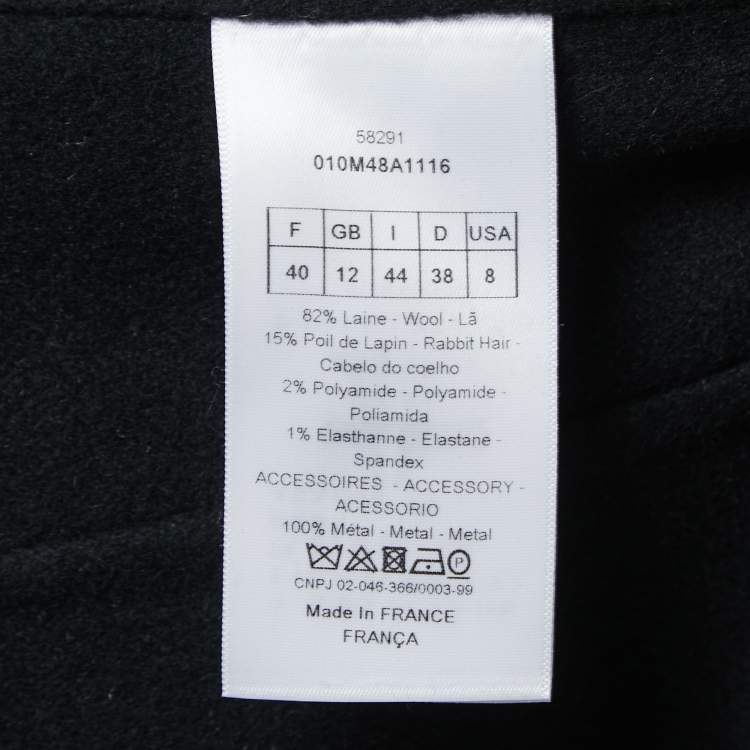 58291
010M48A1116
F GB I D USA
40 12 44 38 8
82% Laine - Wool - Lã
15% Poil de Lapin - Rabbit Hair -
Cabelo do coelho
2% Polyamide - Polyamide -
Poliamida
1% Elasthanne - Elastane -
Spandex
ACCESSOIRES - ACCESSORY -
ACESSORIO
100% Métal - Metal - Metal
P
CNPJ 02-046-366/0003-99
Made In FRANCE
FRANÇA